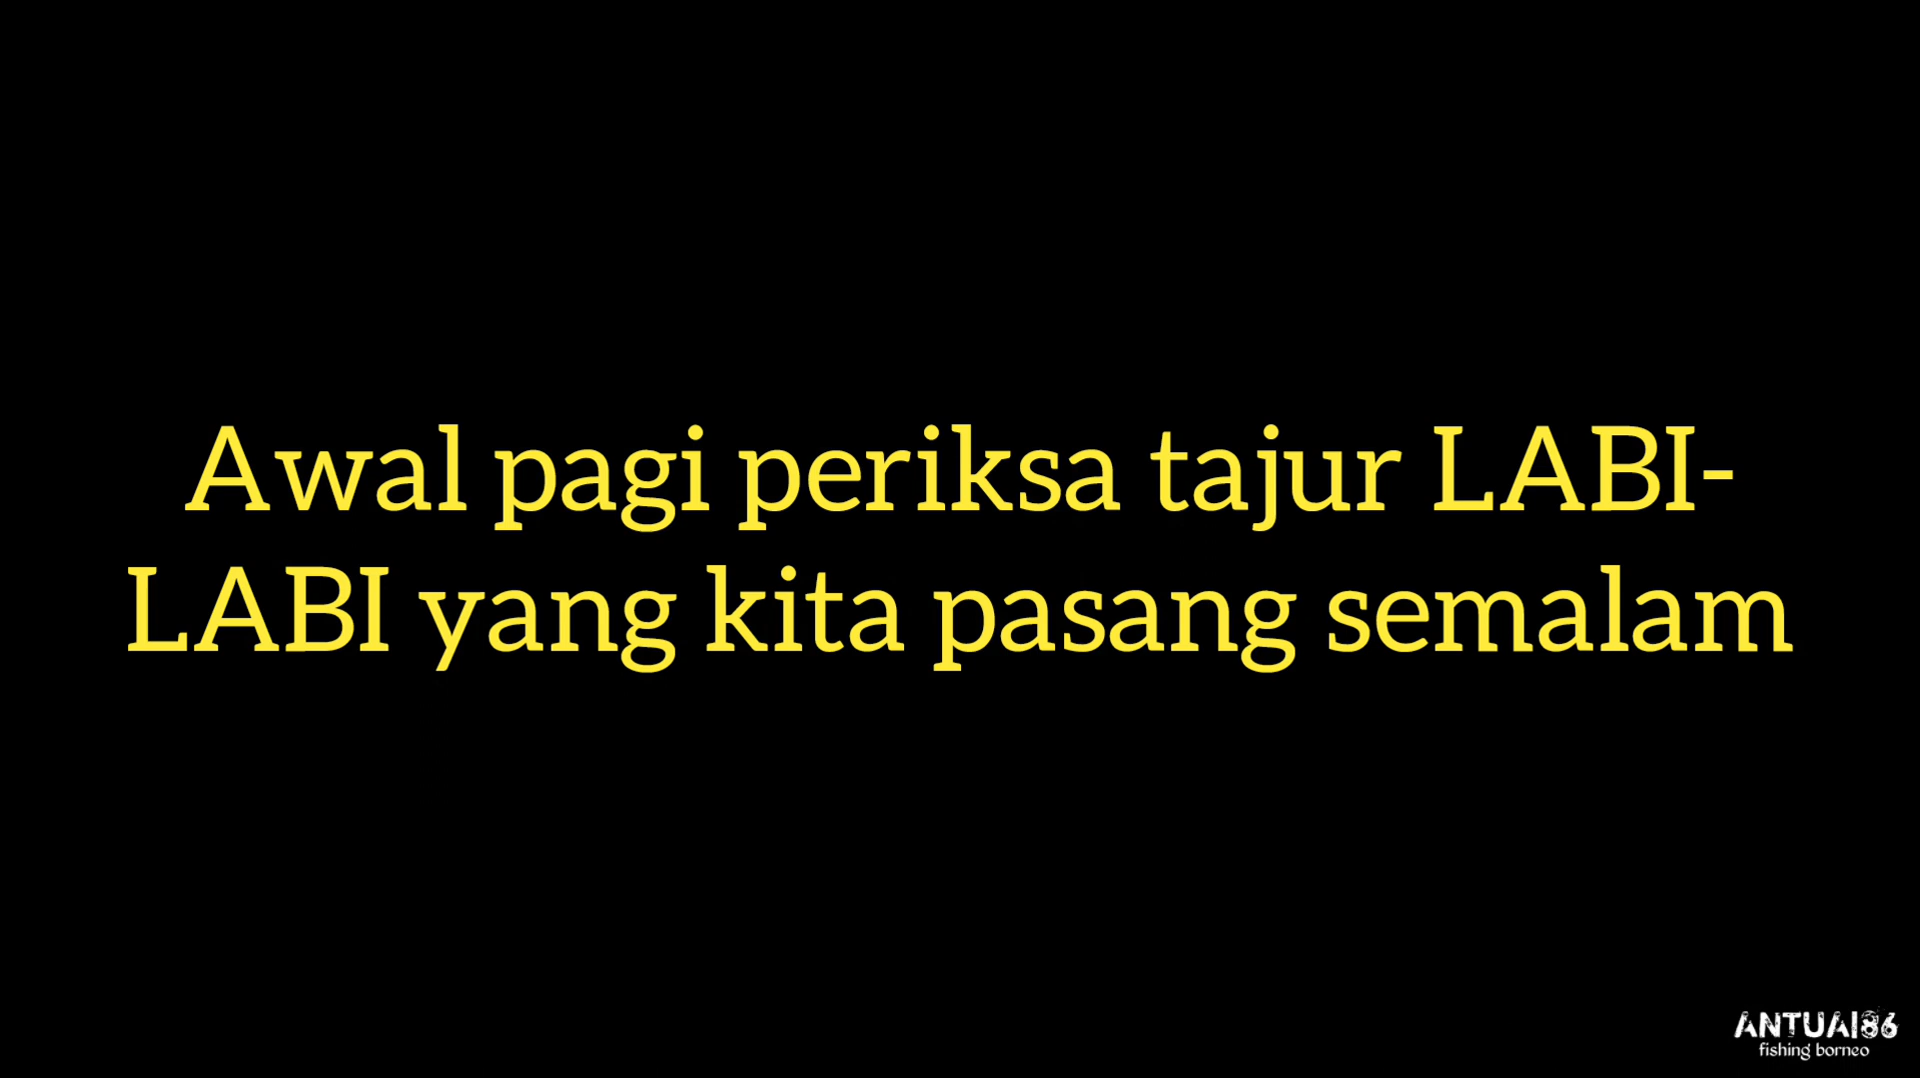 Awal pagi periksa tajur LABI-
LABI yang kita pasang semalam
ANTUAI86
fishing borneo